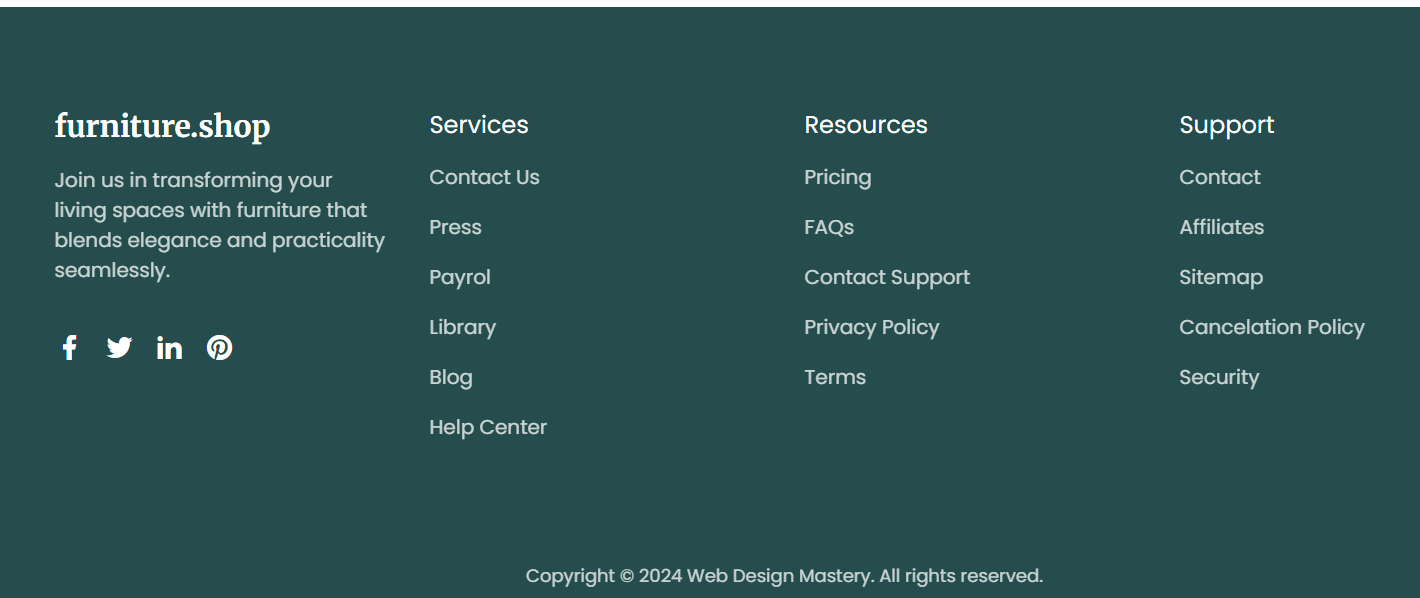 furniture.shop
Join us in transforming your
living spaces with furniture that
blends elegance and practicality
seamlessly.
Services
Contact Us
Press
Payrol
Library
Blog
Help Center
Resources
Pricing
FAQs
Contact Support
Privacy Policy
Terms
Support
Contact
Affiliates
Sitemap
Cancelation Policy
Security
Copyright © 2024 Web Design Mastery. All rights reserved.